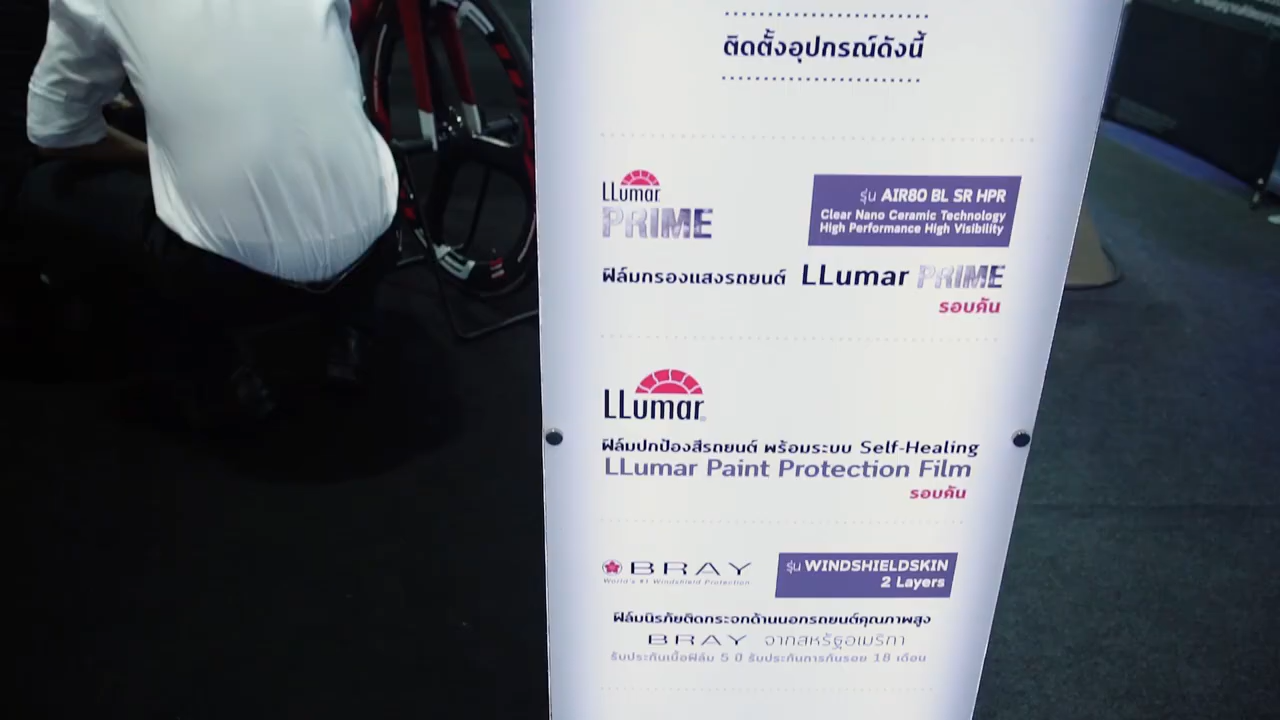 ติดตั้งอุปกรณ์ดังนี้
LLumar
PRIME
รุ่น AIR80 BL SR HPR
Clear Nano Ceramic Technology
High Performance High Visibility
ฟิล์มกรองแสงรถยนต์ LLumar PRIME
รอบคัน
LLumar
ฟิล์มปกป้องสีรถยนต์ พร้อมระบบ Self-Healing
LLumar Paint Protection Film
รอบคัน
BRAY
World's #1 Windshield Protection
รุ่น WINDSHIELDSKIN
2 Layers
ฟิล์มนิรภัยติดกระจกด้านนอกรถยนต์คุณภาพสูง
BRAY จากสหรัฐอเมริกา
รับประกันเนื้อฟิล์ม 5 ปี รับประกันการกันรอย 18 เดือน